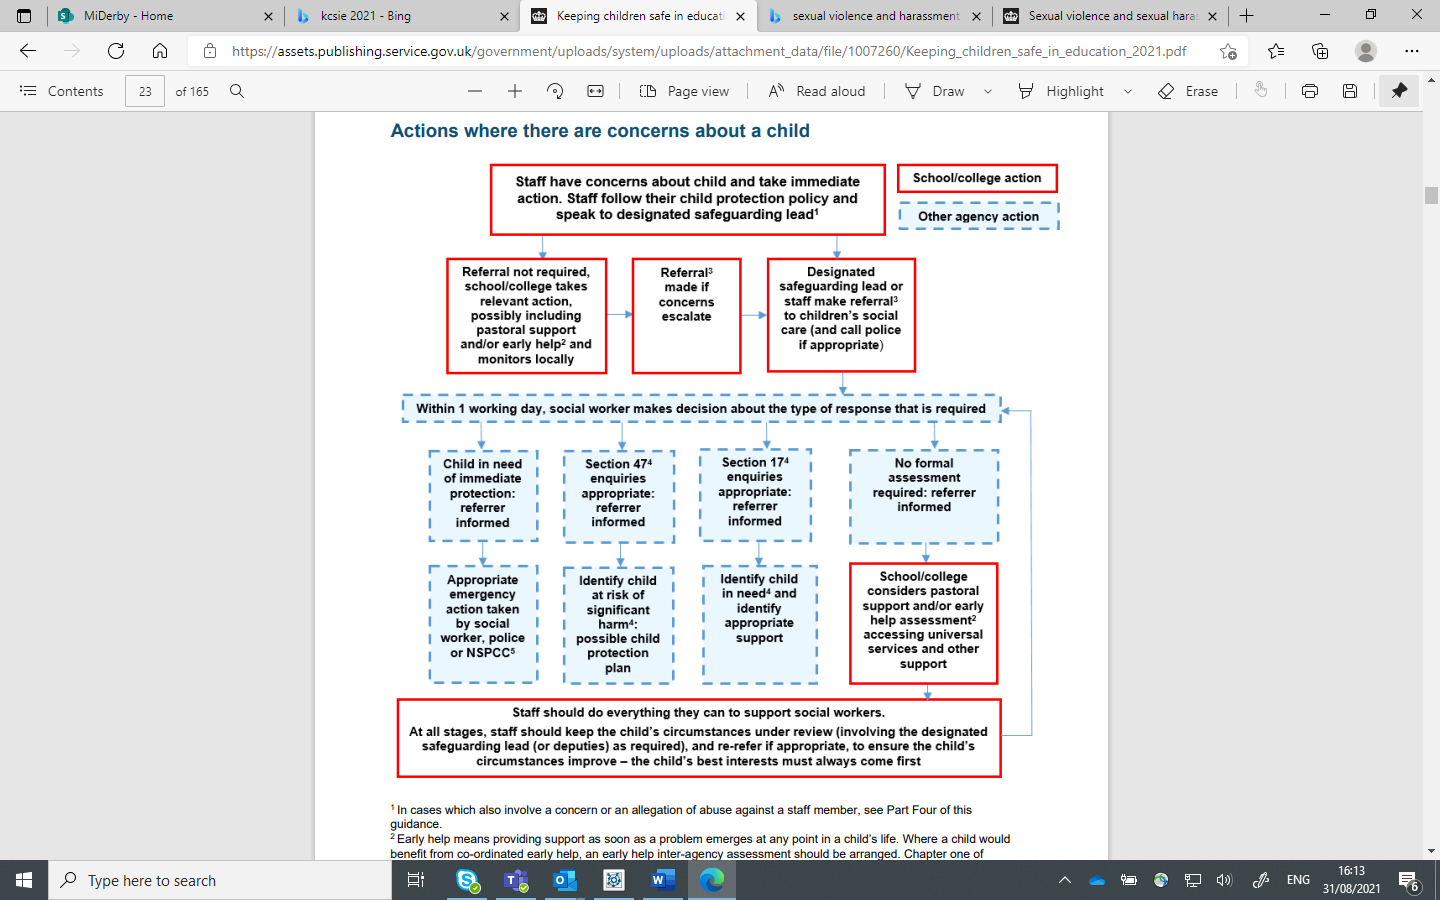 MiDerby - Home
kcsie 2021 - Bing
Keeping children safe in educati
sexual violence and harassment
Sexual violence and sexual hara
https://assets.publishing.service.gov.uk/government/uploads/system/uploads/attachment_data/file/1007260/Keeping_children_safe_in_education_2021.pdf
Contents
23
of 165
Page view
Read aloud
Draw
Highlight
Erase
Actions where there are concerns about a child
Staff have concerns about child and take immediate
action. Staff follow their child protection policy and
speak to designated safeguarding lead¹
School/college action
Other agency action
Referral not required,
school/college takes
relevant action,
possibly including
pastoral support
and/or early help² and
monitors locally
Referral³
made if
concerns
escalate
Designated
safeguarding lead or
staff make referral³
to children's social
care (and call police
if appropriate)
Within 1 working day, social worker makes decision about the type of response that is required
Child in need
of immediate
protection:
referrer
informed
Section 47⁴
enquiries
appropriate:
referrer
informed
Section 17⁴
enquiries
appropriate:
referrer
informed
No formal
assessment
required: referrer
informed
Appropriate
emergency
action taken
by social
worker, police
or NSPCC⁵
Identify child
at risk of
significant
harm⁴:
possible child
protection
plan
Identify child
in need⁴ and
identify
appropriate
support
School/college
considers pastoral
support and/or early
help assessment²
accessing universal
services and other
support
Staff should do everything they can to support social workers.
At all stages, staff should keep the child's circumstances under review (involving the designated
safeguarding lead (or deputies) as required), and re-refer if appropriate, to ensure the child's
circumstances improve – the child's best interests must always come first
¹ In cases which also involve a concern or an allegation of abuse against a staff member, see Part Four of this
guidance.
² Early help means providing support as soon as a problem emerges at any point in a child's life. Where a child would
benefit from co-ordinated early help, an early help inter-agency assessment should be arranged. Chapter one of
Type here to search
ENG
16:13
31/08/2021
6